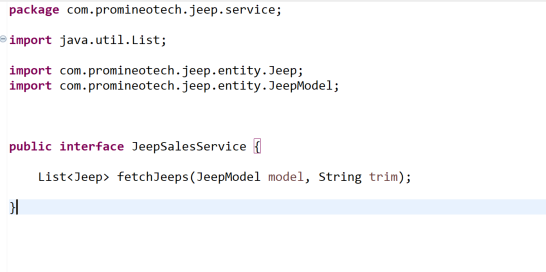 package com.promineotech.jeep.service;
import java.util.List;
import com.promineotech.jeep.entity.Jeep;
import com.promineotech.jeep.entity.JeepModel;
public interface JeepSalesService {
List<Jeep> fetchJeeps(JeepModel model, String trim);
}